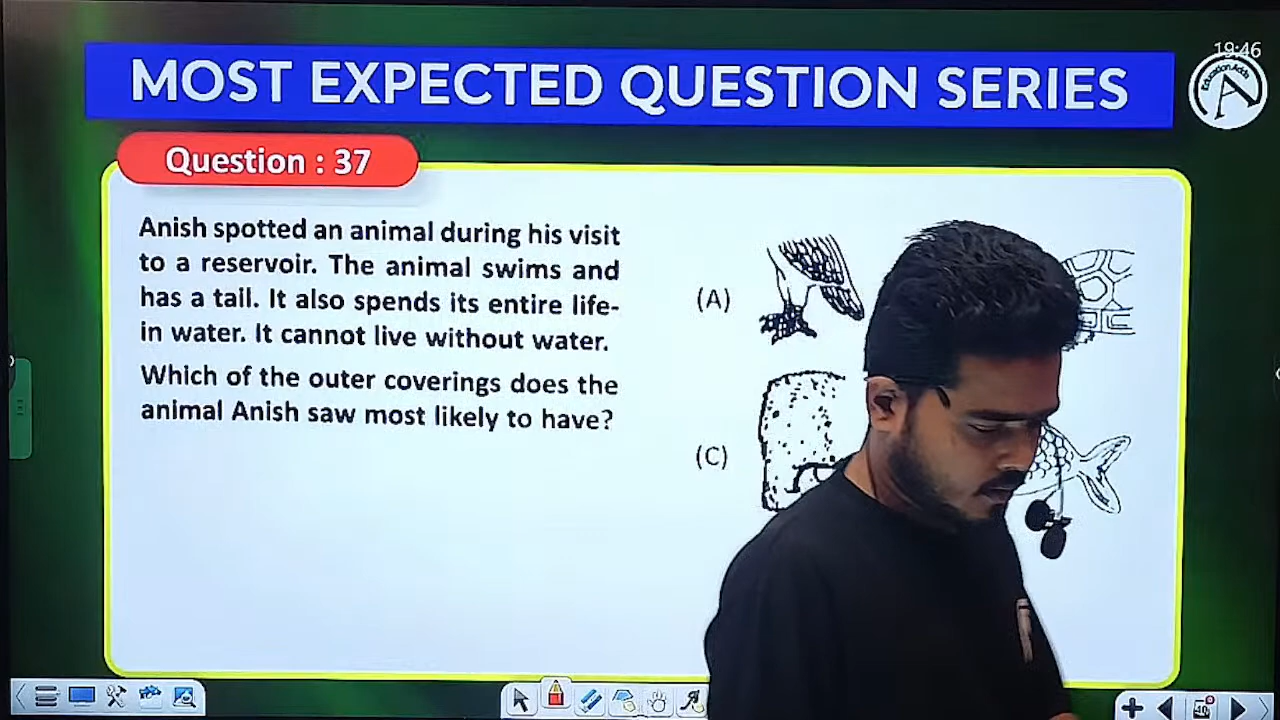 19:46
MOST EXPECTED QUESTION SERIES
Education Adda
A
Question : 37
Anish spotted an animal during his visit
to a reservoir. The animal swims and
has a tail. It also spends its entire life-
in water. It cannot live without water.
Which of the outer coverings does the
animal Anish saw most likely to have?
(A)
(C)